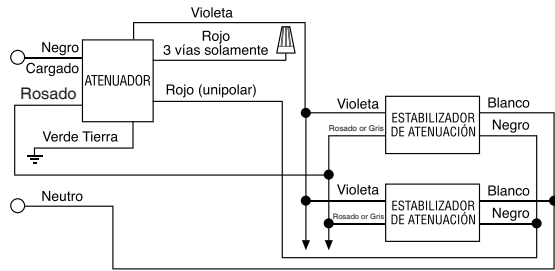 Violeta
Rojo
3 vías solamente
Negro
Cargado
ATENUADOR
Rosado
Rojo (unipolar)
Verde Tierra
Neutro
Violeta
Rosado or Gris
ESTABILIZADOR
DE ATENUACIÓN
Blanco
Negro
Violeta
Rosado or Gris
ESTABILIZADOR
DE ATENUACIÓN
Blanco
Negro